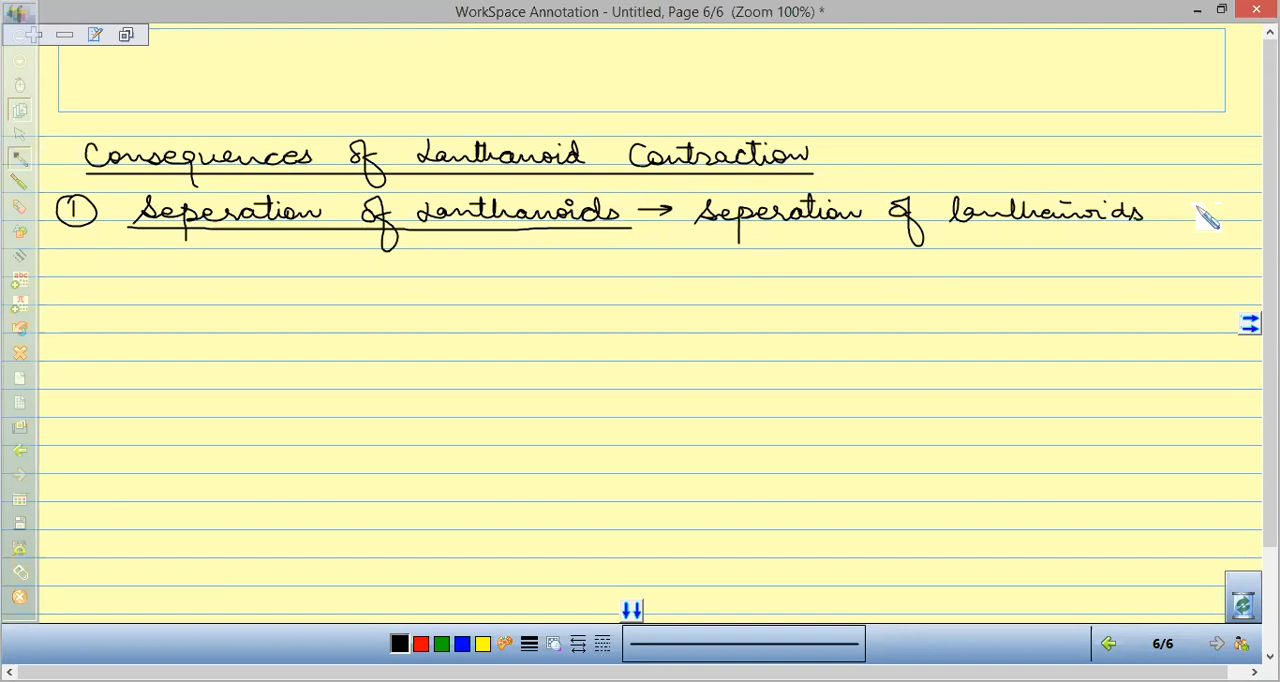 WorkSpace Annotation - Untitled, Page 6/6 (Zoom 100%) *
Consequences of Lanthanoid Contraction
① Seperation of Lanthanoids → Seperation of lanthanoids
6/6